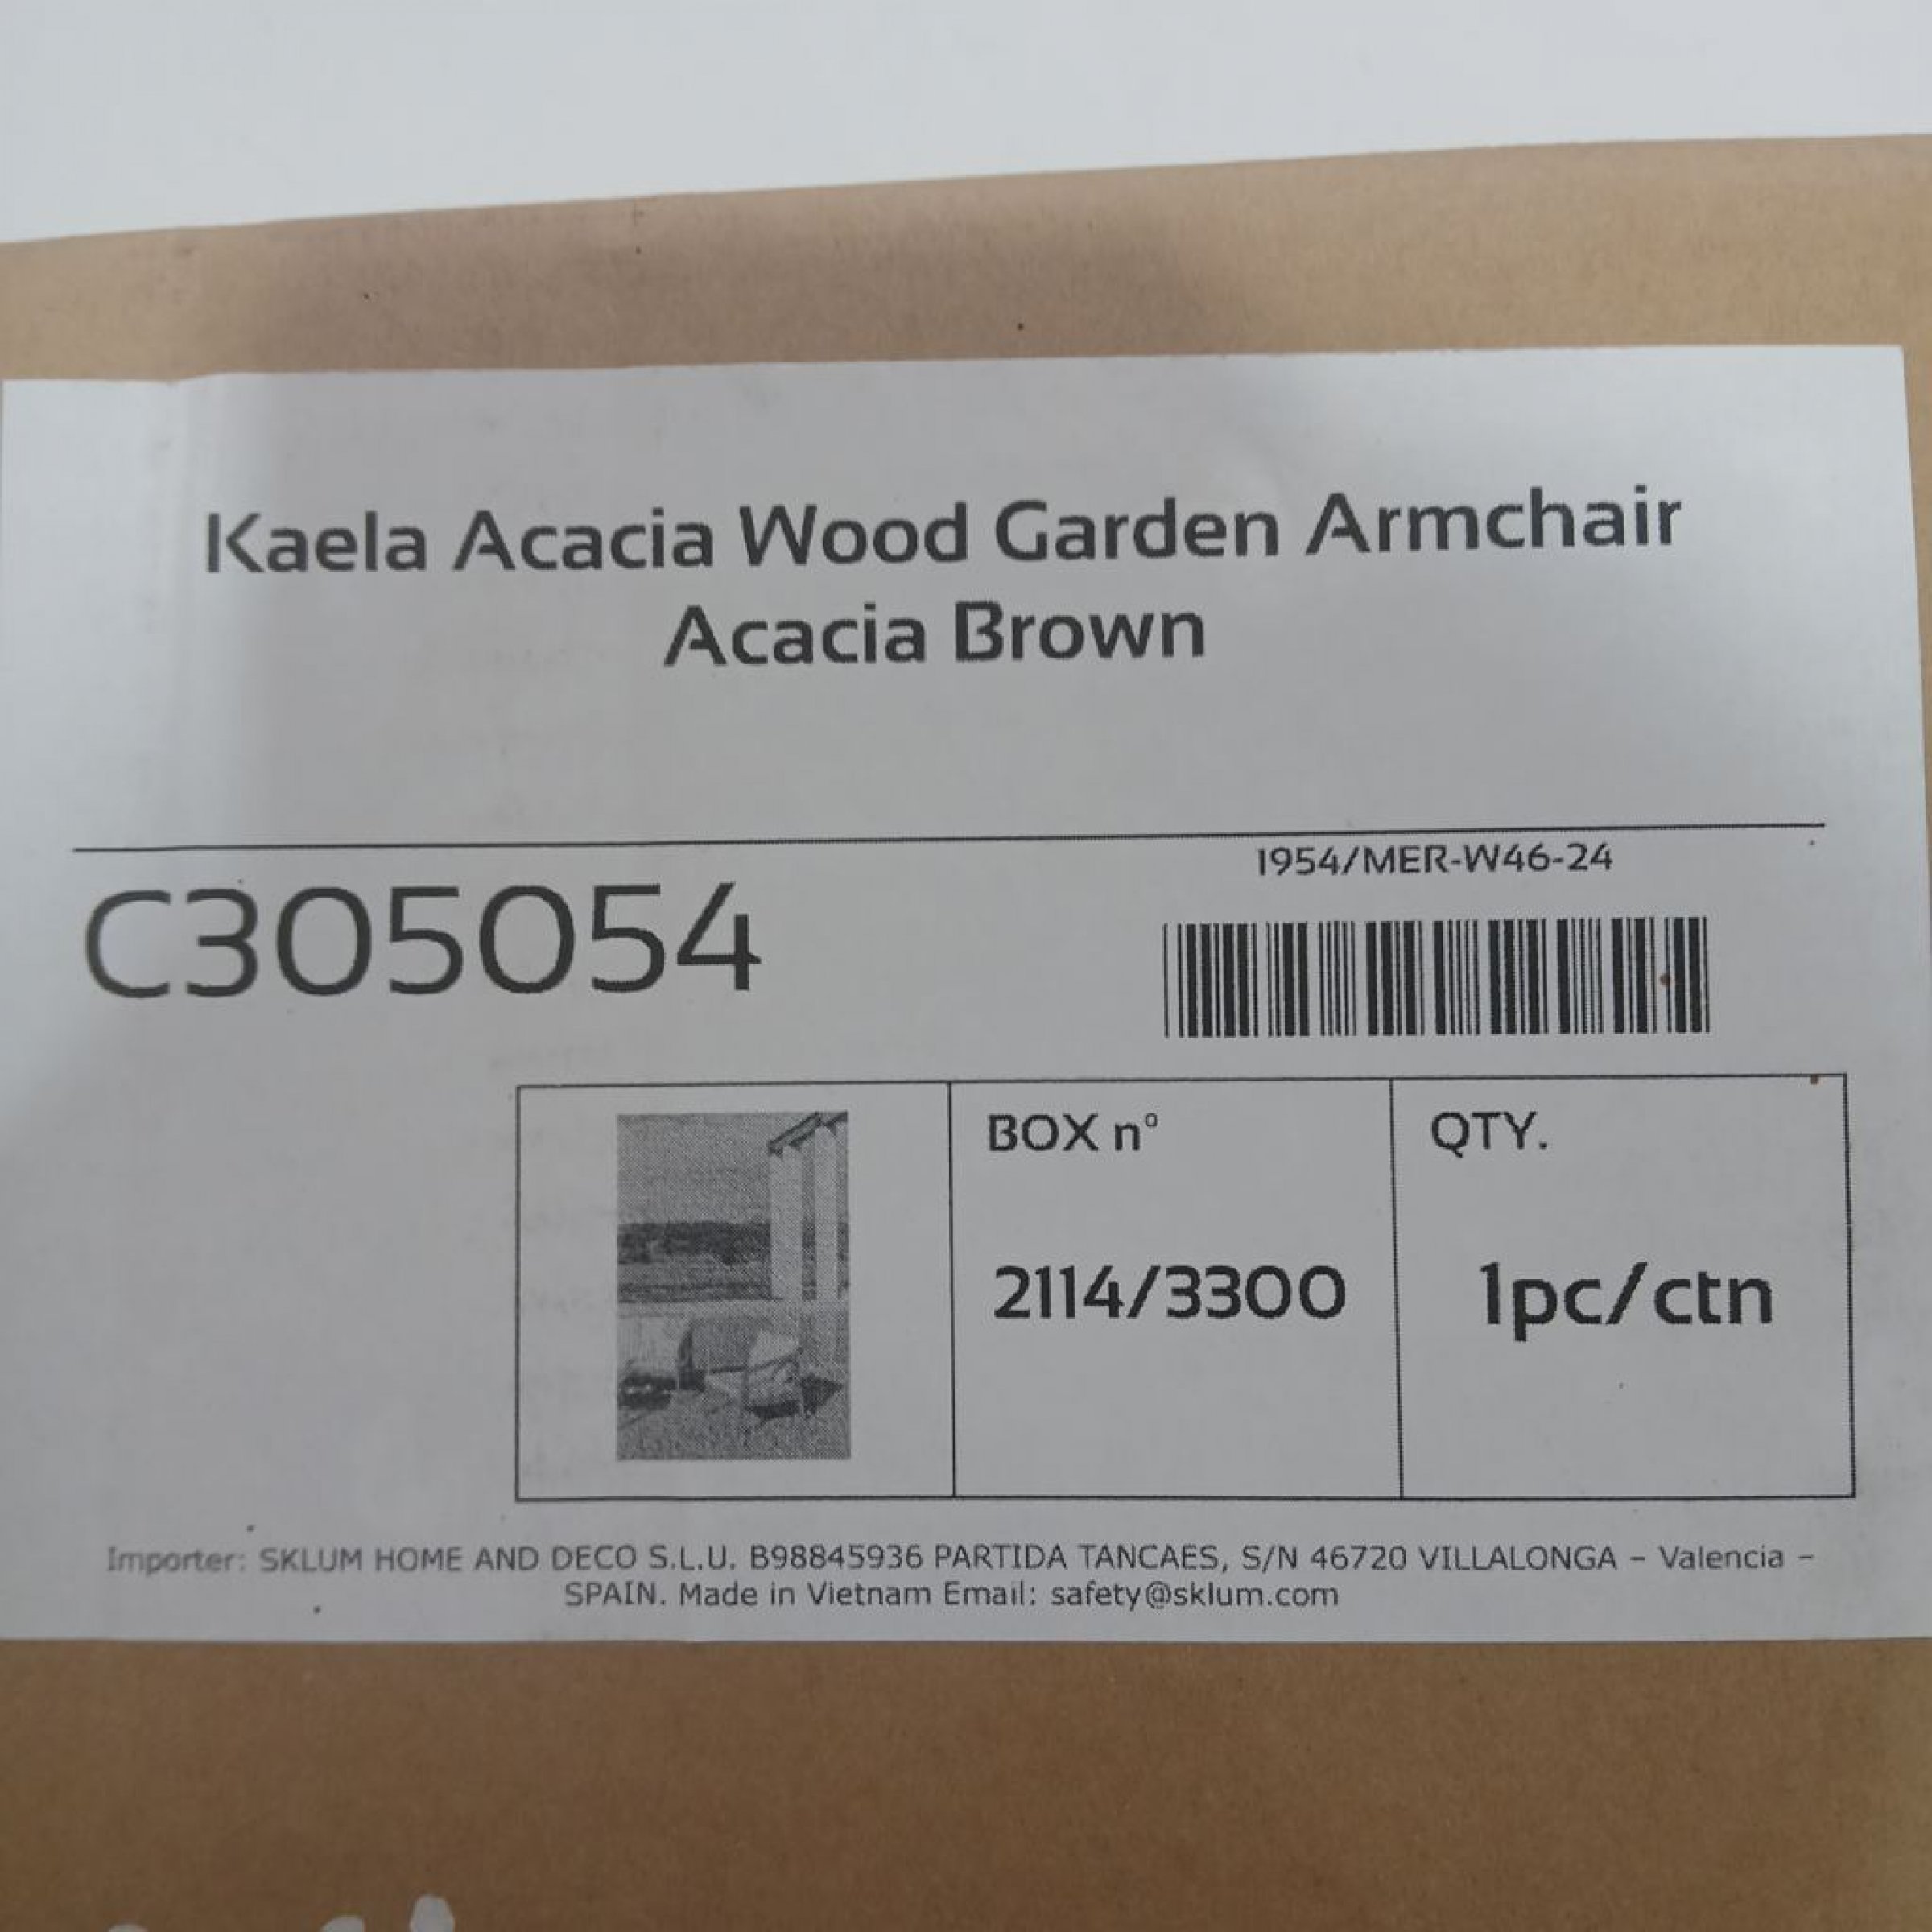 Kaela Acacia Wood Garden Armchair
Acacia Brown
1954/MER-W46-24
C305054
BOX nº
QTY.
2114/3300
1pc/ctn
Importer: SKLUM HOME AND DECO S.L.U. B98845936 PARTIDA TANCAES, S/N 46720 VILLALONGA – Valencia –
SPAIN. Made in Vietnam Email: safety@sklum.com